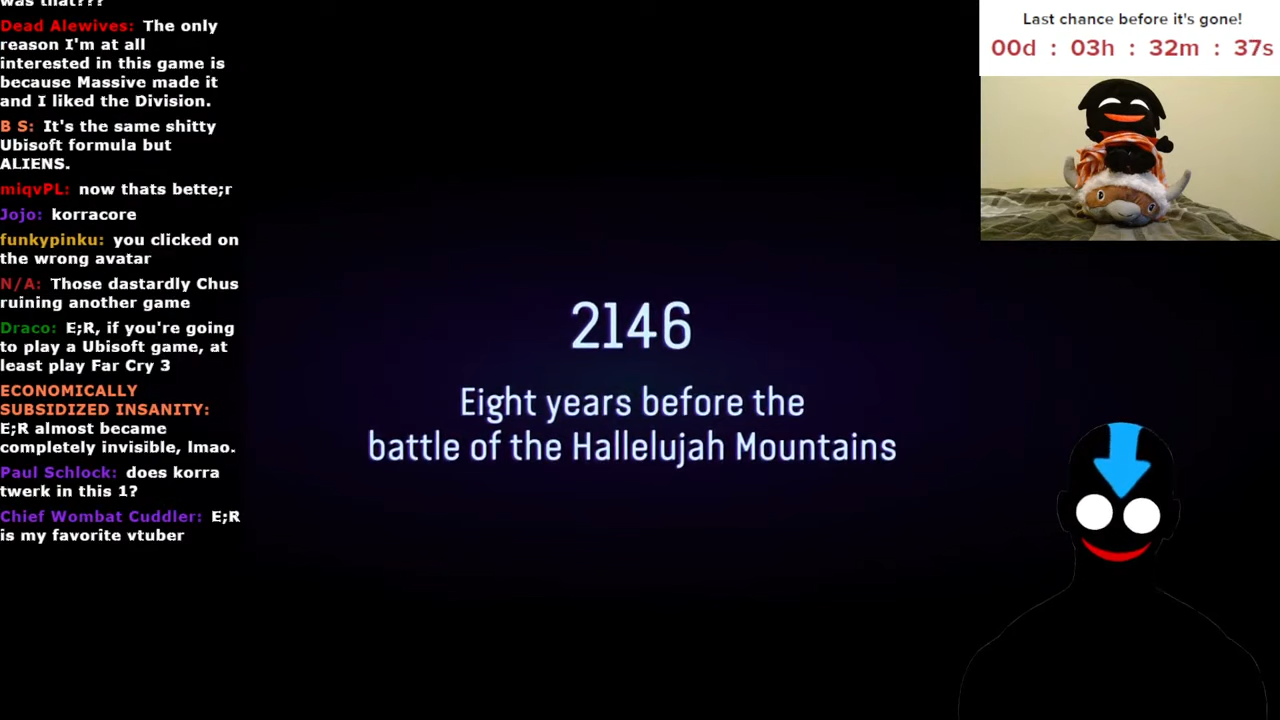 was that???
Dead Alewives: The only
reason I'm at all
interested in this game is
because Massive made it
and I liked the Division.
B S: It's the same shitty
Ubisoft formula but
ALIENS.
miqvPL: now thats bette;r
Jojo: korracore
funkypinku: you clicked on
the wrong avatar
N/A: Those dastardly Chus
ruining another game
Draco: E;R, if you're going
to play a Ubisoft game, at
least play Far Cry 3
ECONOMICALLY
SUBSIDIZED INSANITY:
E;R almost became
completely invisible, lmao.
Paul Schlock: does korra
twerk in this 1?
Chief Wombat Cuddler: E;R
is my favorite vtuber
2146
Eight years before the
battle of the Hallelujah Mountains
Last chance before it's gone!
00d : 03h : 32m : 37s